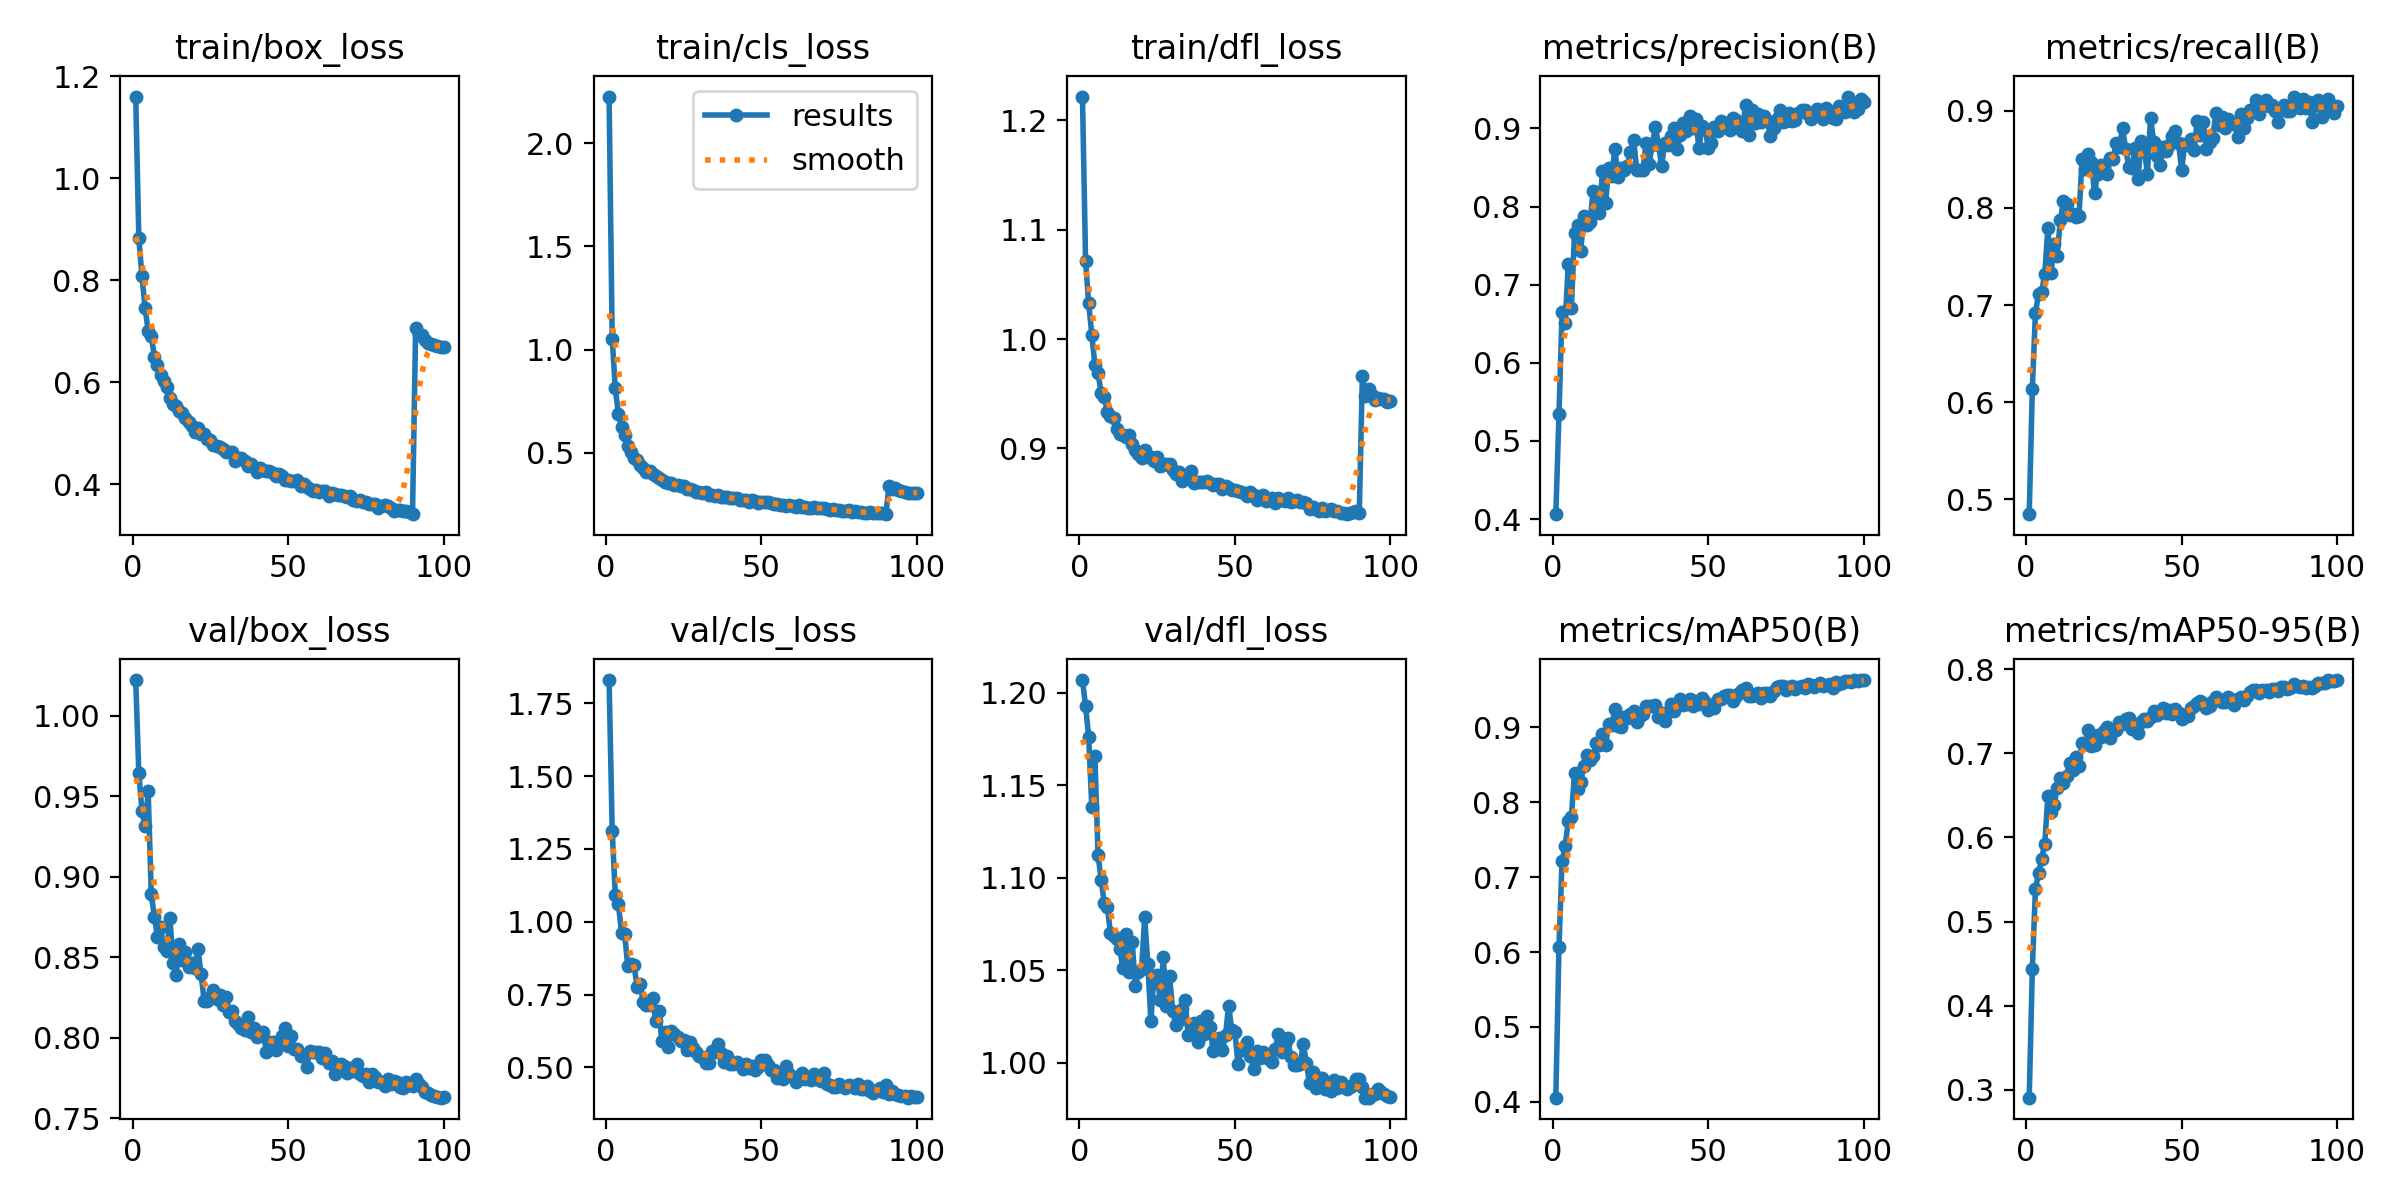 train/box_loss
1.2
1.0
0.8
0.6
0.4
0 50 100
train/cls_loss
results
smooth
2.0
1.5
1.0
0.5
0 50 100
train/dfl_loss
1.2
1.1
1.0
0.9
0 50 100
metrics/precision(B)
0.9
0.8
0.7
0.6
0.5
0.4
0 50 100
metrics/recall(B)
0.9
0.8
0.7
0.6
0.5
0 50 100
val/box_loss
1.00
0.95
0.90
0.85
0.80
0.75
0 50 100
val/cls_loss
1.75
1.50
1.25
1.00
0.75
0.50
0 50 100
val/dfl_loss
1.20
1.15
1.10
1.05
1.00
0 50 100
metrics/mAP50(B)
0.9
0.8
0.7
0.6
0.5
0.4
0 50 100
metrics/mAP50-95(B)
0.8
0.7
0.6
0.5
0.4
0.3
0 50 100